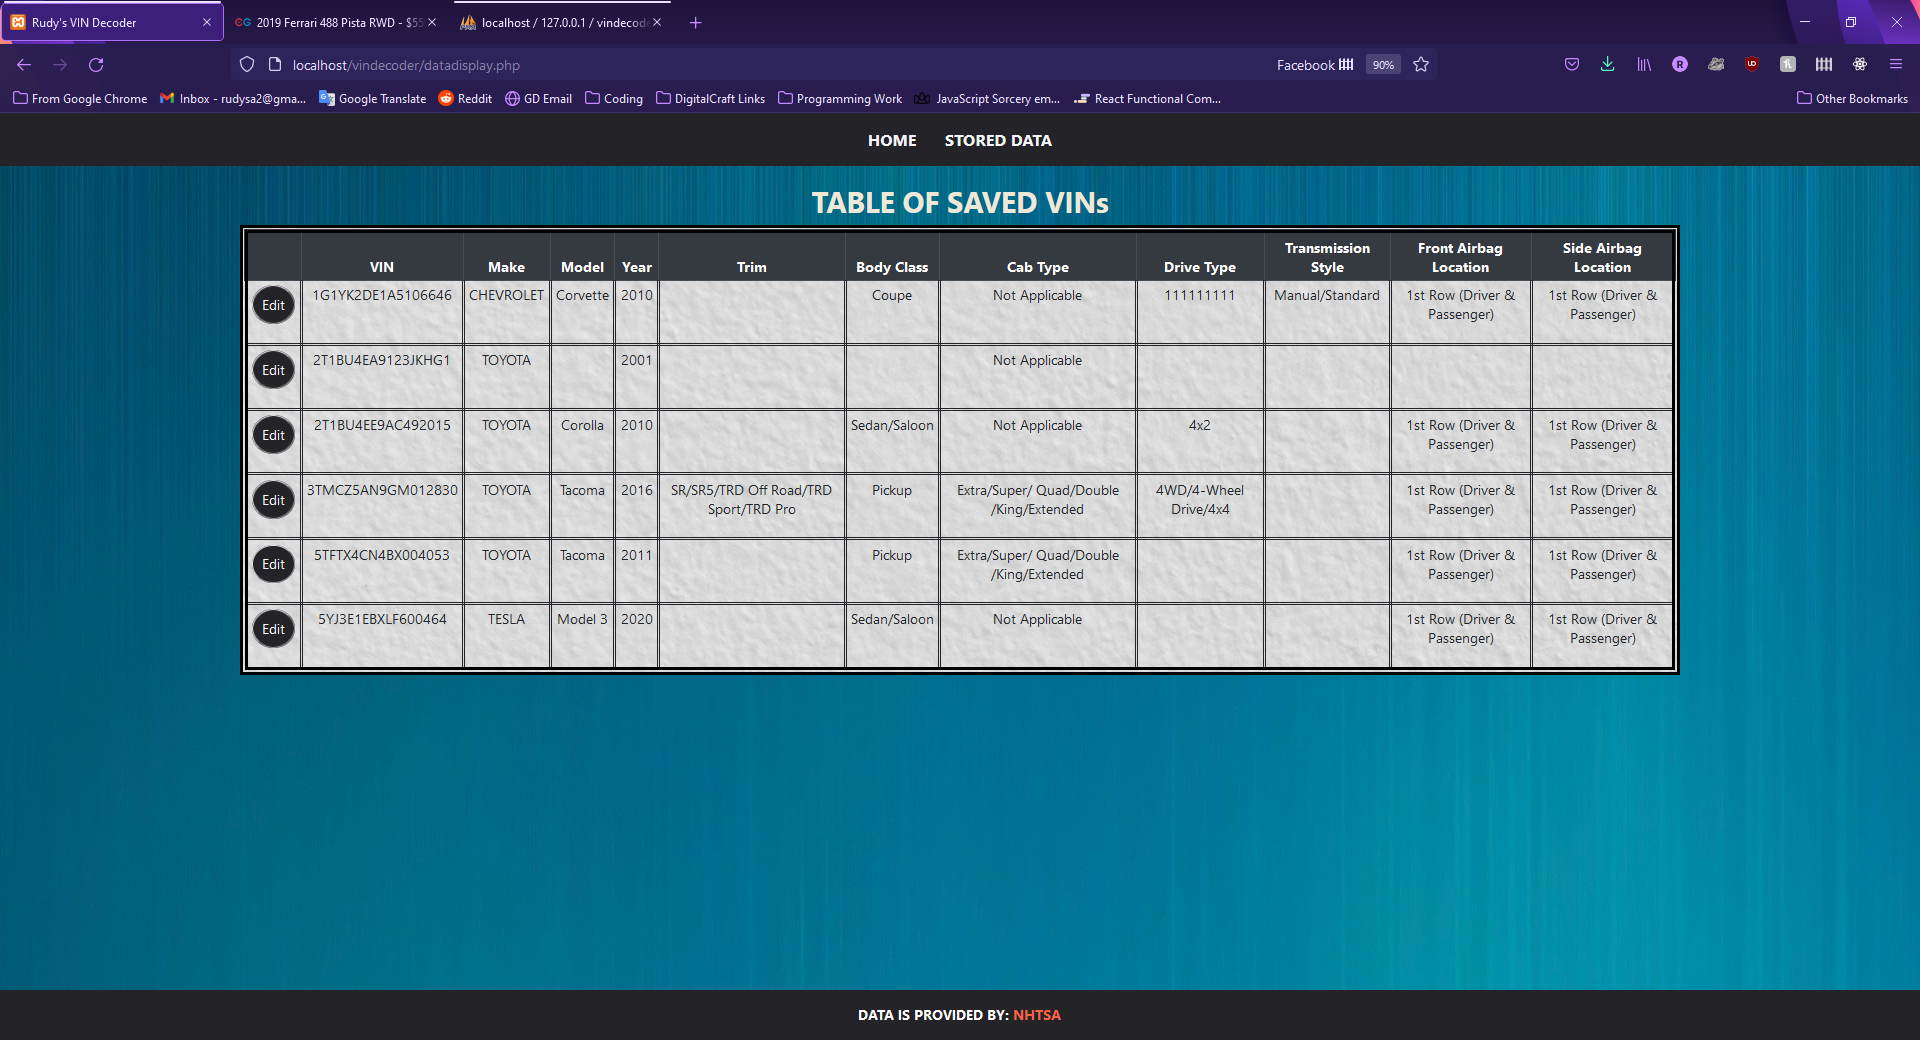 Rudy's VIN Decoder
2019 Ferrari 488 Pista RWD - $55
localhost / 127.0.0.1 / vindecode
localhost/vindecoder/datadisplay.php
Facebook
90%
From Google Chrome
Inbox - rudysa2@gma...
Google Translate
Reddit
GD Email
Coding
DigitalCraft Links
Programming Work
JavaScript Sorcery em...
React Functional Com...
Other Bookmarks
HOME STORED DATA
TABLE OF SAVED VINs
VIN Make Model Year Trim Body Class Cab Type Drive Type Transmission Style Front Airbag Location Side Airbag Location
Edit 1G1YK2DE1A5106646 CHEVROLET Corvette 2010 Coupe Not Applicable 111111111 Manual/Standard 1st Row (Driver & Passenger) 1st Row (Driver & Passenger)
Edit 2T1BU4EA9123JKHG1 TOYOTA 2001 Not Applicable
Edit 2T1BU4EE9AC492015 TOYOTA Corolla 2010 Sedan/Saloon Not Applicable 4x2 1st Row (Driver & Passenger) 1st Row (Driver & Passenger)
Edit 3TMCZ5AN9GM012830 TOYOTA Tacoma 2016 SR/SR5/TRD Off Road/TRD Sport/TRD Pro Pickup Extra/Super/ Quad/Double /King/Extended 4WD/4-Wheel Drive/4x4 1st Row (Driver & Passenger) 1st Row (Driver & Passenger)
Edit 5TFTX4CN4BX004053 TOYOTA Tacoma 2011 Pickup Extra/Super/ Quad/Double /King/Extended 1st Row (Driver & Passenger) 1st Row (Driver & Passenger)
Edit 5YJ3E1EBXLF600464 TESLA Model 3 2020 Sedan/Saloon Not Applicable 1st Row (Driver & Passenger) 1st Row (Driver & Passenger)
DATA IS PROVIDED BY: NHTSA